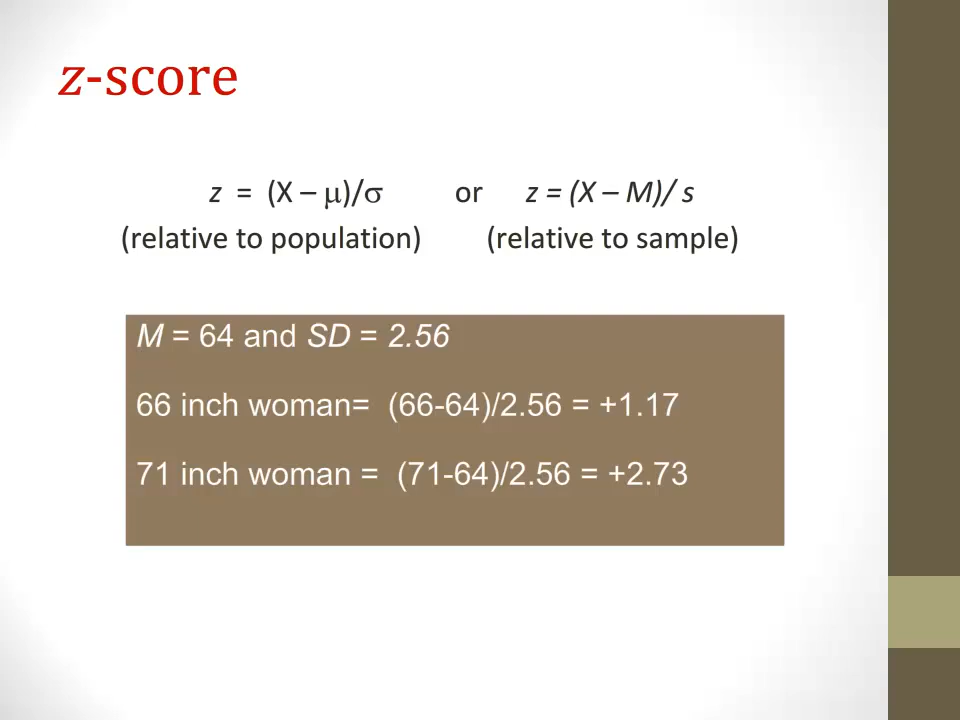 z-score
z = (X – μ)/σ or z = (X – M)/ s
(relative to population) (relative to sample)
M = 64 and SD = 2.56
66 inch woman= (66-64)/2.56 = +1.17
71 inch woman = (71-64)/2.56 = +2.73